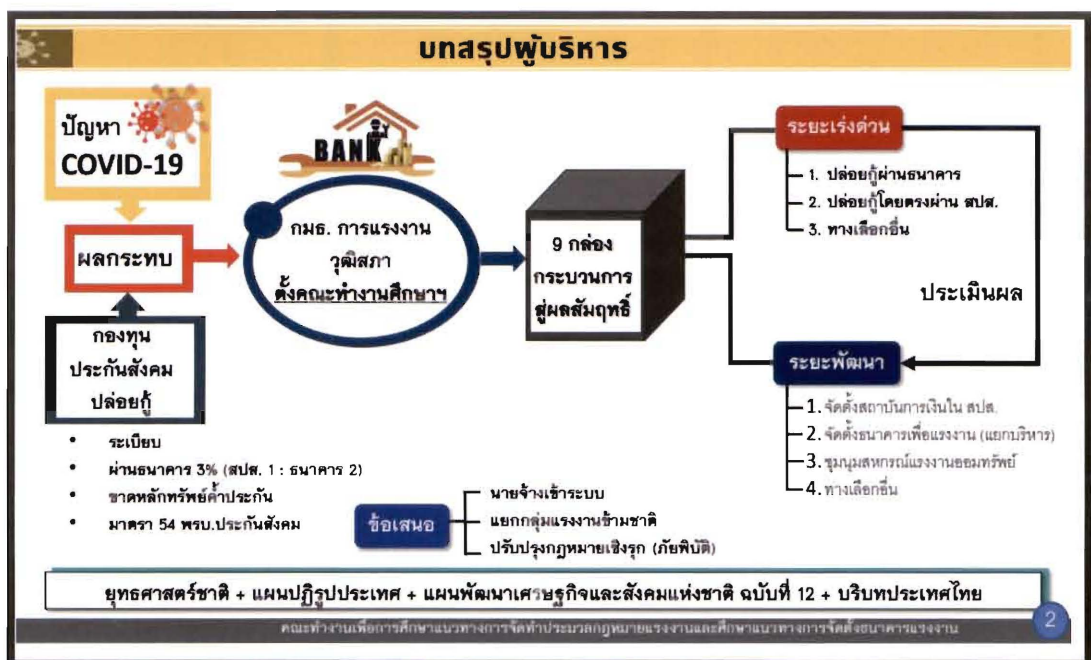 บทสรุปผู้บริหาร
ปัญหา
COVID-19
ผลกระทบ
กองทุน
ประกันสังคม
ปล่อยกู้
• ระเบียบ
• ผ่านธนาคาร 3% (สปส. 1 : ธนาคาร 2)
• ขาดหลักทรัพย์ค้ำประกัน
• มาตรา 54 พรบ.ประกันสังคม
BANK
กมธ. การแรงงาน
วุฒิสภา
ตั้งคณะทำงานศึกษาฯ
9 กล่อง
กระบวนการ
สู่ผลสัมฤทธิ์
ระยะเร่งด่วน
1. ปล่อยกู้ผ่านธนาคาร
2. ปล่อยกู้โดยตรงผ่าน สปส.
3. ทางเลือกอื่น
ประเมินผล
ระยะพัฒนา
1. จัดตั้งสถาบันการเงินใน สปส.
2. จัดตั้งธนาคารเพื่อแรงงาน (แยกบริหาร)
3. ชุมนุมสหกรณ์แรงงานออมทรัพย์
4. ทางเลือกอื่น
ข้อเสนอ
นายจ้างเข้าระบบ
แยกกลุ่มแรงงานข้ามชาติ
ปรับปรุงกฎหมายเชิงรุก (ภัยพิบัติ)
ยุทธศาสตร์ชาติ + แผนปฏิรูปประเทศ + แผนพัฒนาเศรษฐกิจและสังคมแห่งชาติ ฉบับที่ 12 + บริบทประเทศไทย
คณะทำงานเพื่อการศึกษาแนวทางการจัดทำประมวลกฎหมายแรงงานและศึกษาแนวทางการจัดตั้งธนาคารแรงงาน
2